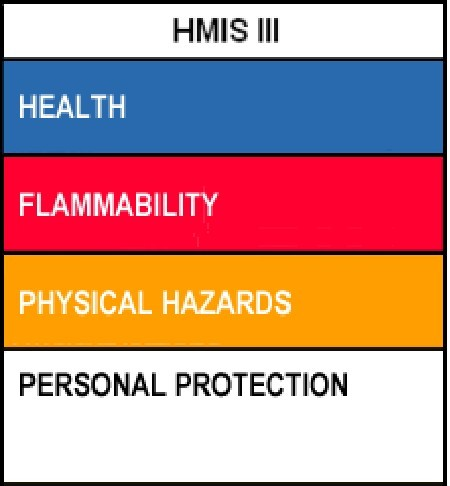 HMIS III
HEALTH
FLAMMABILITY
PHYSICAL HAZARDS
PERSONAL PROTECTION